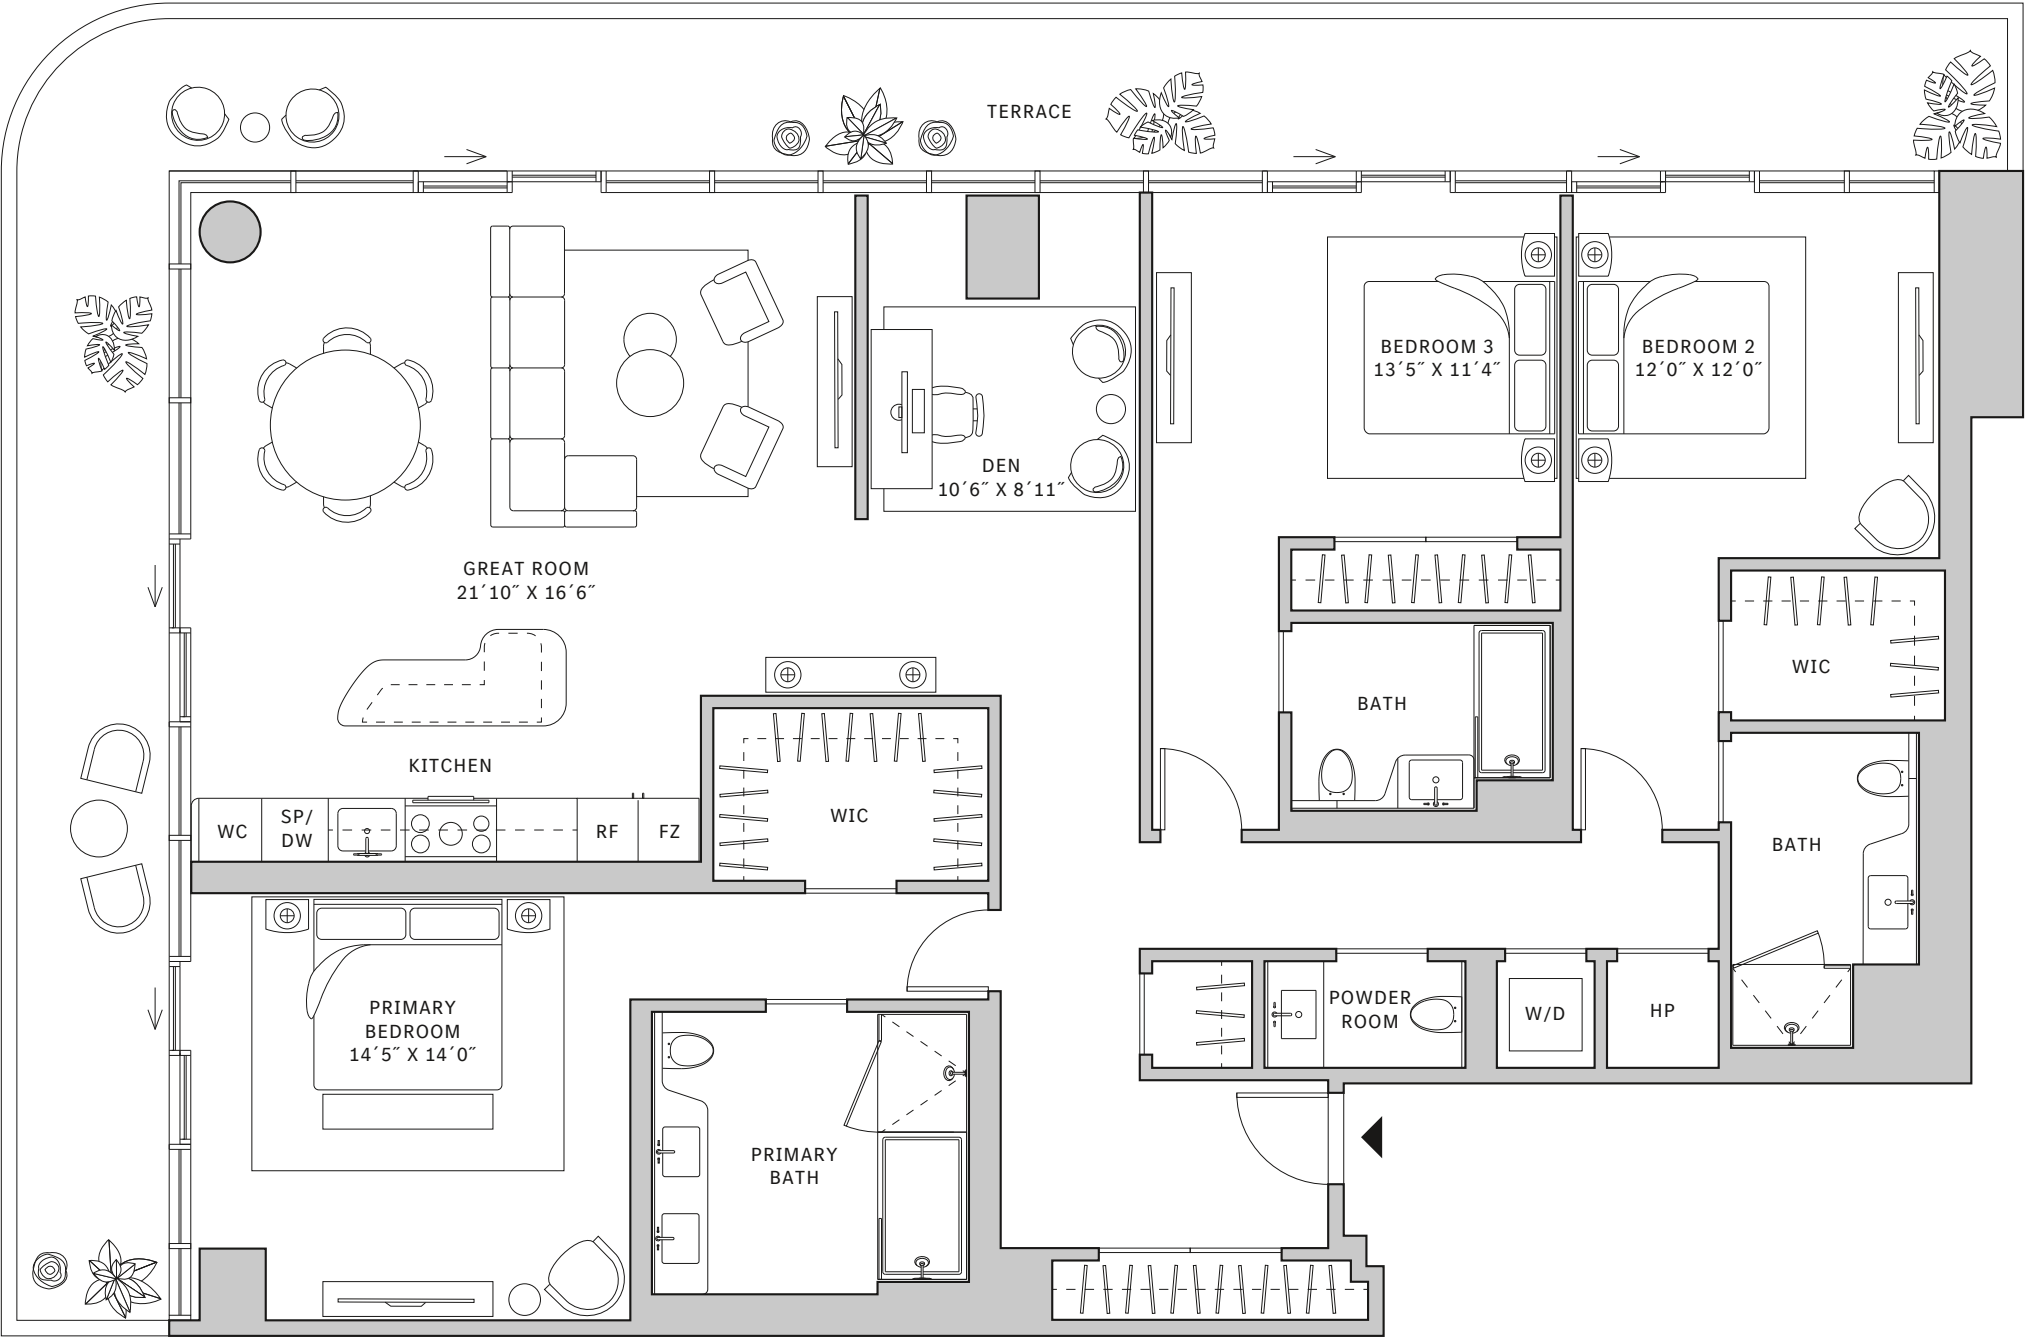 TERRACE
BEDROOM 3
13´5˝ X 11´4˝
BEDROOM 2
12´0˝ X 12´0˝
DEN
10´6˝ X 8´11˝
GREAT ROOM
21´10˝ X 16´6˝
WIC
BATH
KITCHEN
WC
SP/
DW
RF
FZ
WIC
BATH
PRIMARY
BEDROOM
14´5˝ X 14´0˝
POWDER
ROOM
W/D
HP
PRIMARY
BATH